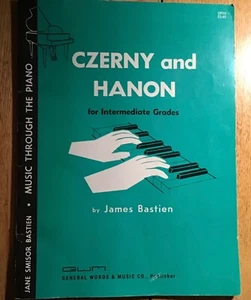 CZERNY and
HANON
for Intermediate Grades
by James Bastien
GWM
GENERAL WORDS & MUSIC CO., Publisher
JANE SMISOR BASTIEN • MUSIC THROUGH THE PIANO